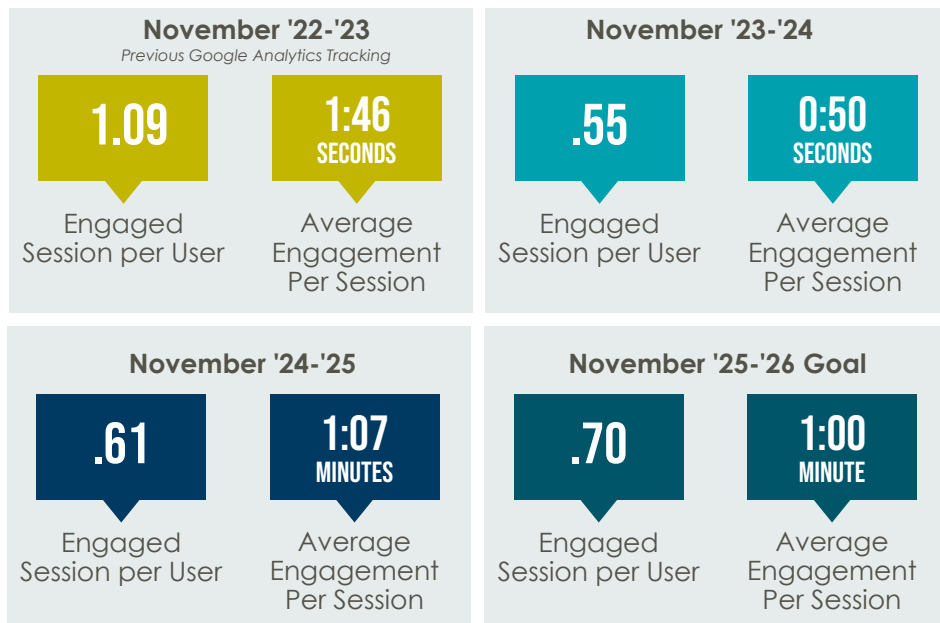 November '22-'23
Previous Google Analytics Tracking
1.09
Engaged
Session per User
1:46
SECONDS
Average
Engagement
Per Session
November '23-'24
.55
Engaged
Session per User
0:50
SECONDS
Average
Engagement
Per Session
November '24-'25
.61
Engaged
Session per User
1:07
MINUTES
Average
Engagement
Per Session
November '25-'26 Goal
.70
Engaged
Session per User
1:00
MINUTE
Average
Engagement
Per Session